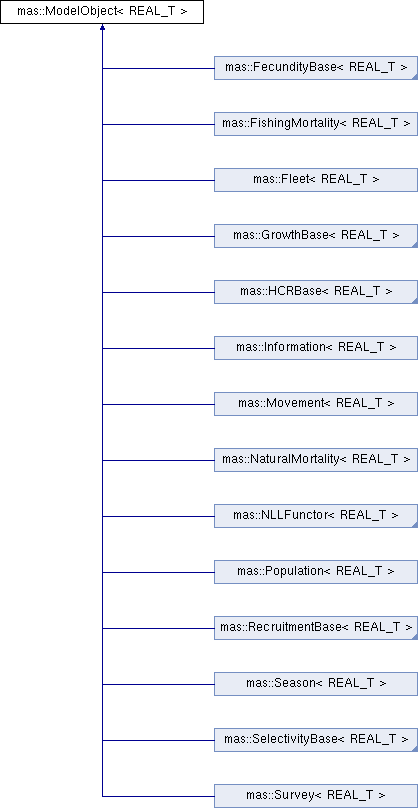 mas::ModelObject< REAL_T >
mas::FecundityBase< REAL_T >
mas::FishingMortality< REAL_T >
mas::Fleet< REAL_T >
mas::GrowthBase< REAL_T >
mas::HCRBase< REAL_T >
mas::Information< REAL_T >
mas::Movement< REAL_T >
mas::NaturalMortality< REAL_T >
mas::NLLFunctor< REAL_T >
mas::Population< REAL_T >
mas::RecruitmentBase< REAL_T >
mas::Season< REAL_T >
mas::SelectivityBase< REAL_T >
mas::Survey< REAL_T >